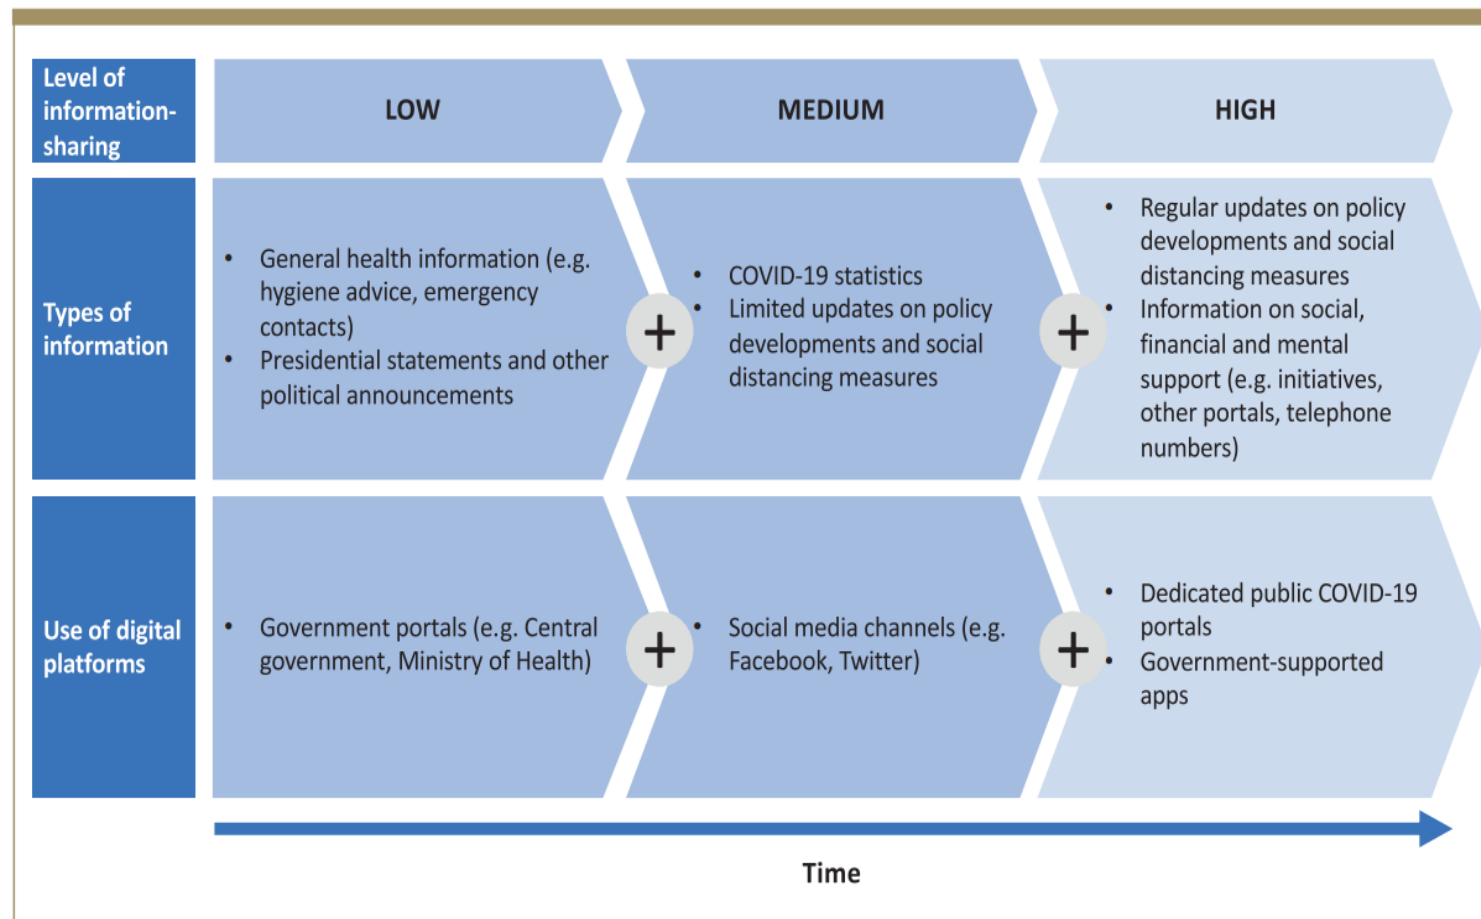 Level of
information-
sharing
LOW
MEDIUM
HIGH
Types of
information
• General health information (e.g.
hygiene advice, emergency
contacts)
• Presidential statements and other
political announcements
+
• COVID-19 statistics
• Limited updates on policy
developments and social
distancing measures
+
• Regular updates on policy
developments and social
distancing measures
• Information on social,
financial and mental
support (e.g. initiatives,
other portals, telephone
numbers)
Use of digital
platforms
• Government portals (e.g. Central
government, Ministry of Health)
+
• Social media channels (e.g.
Facebook, Twitter)
+
• Dedicated public COVID-19
portals
• Government-supported
apps
Time